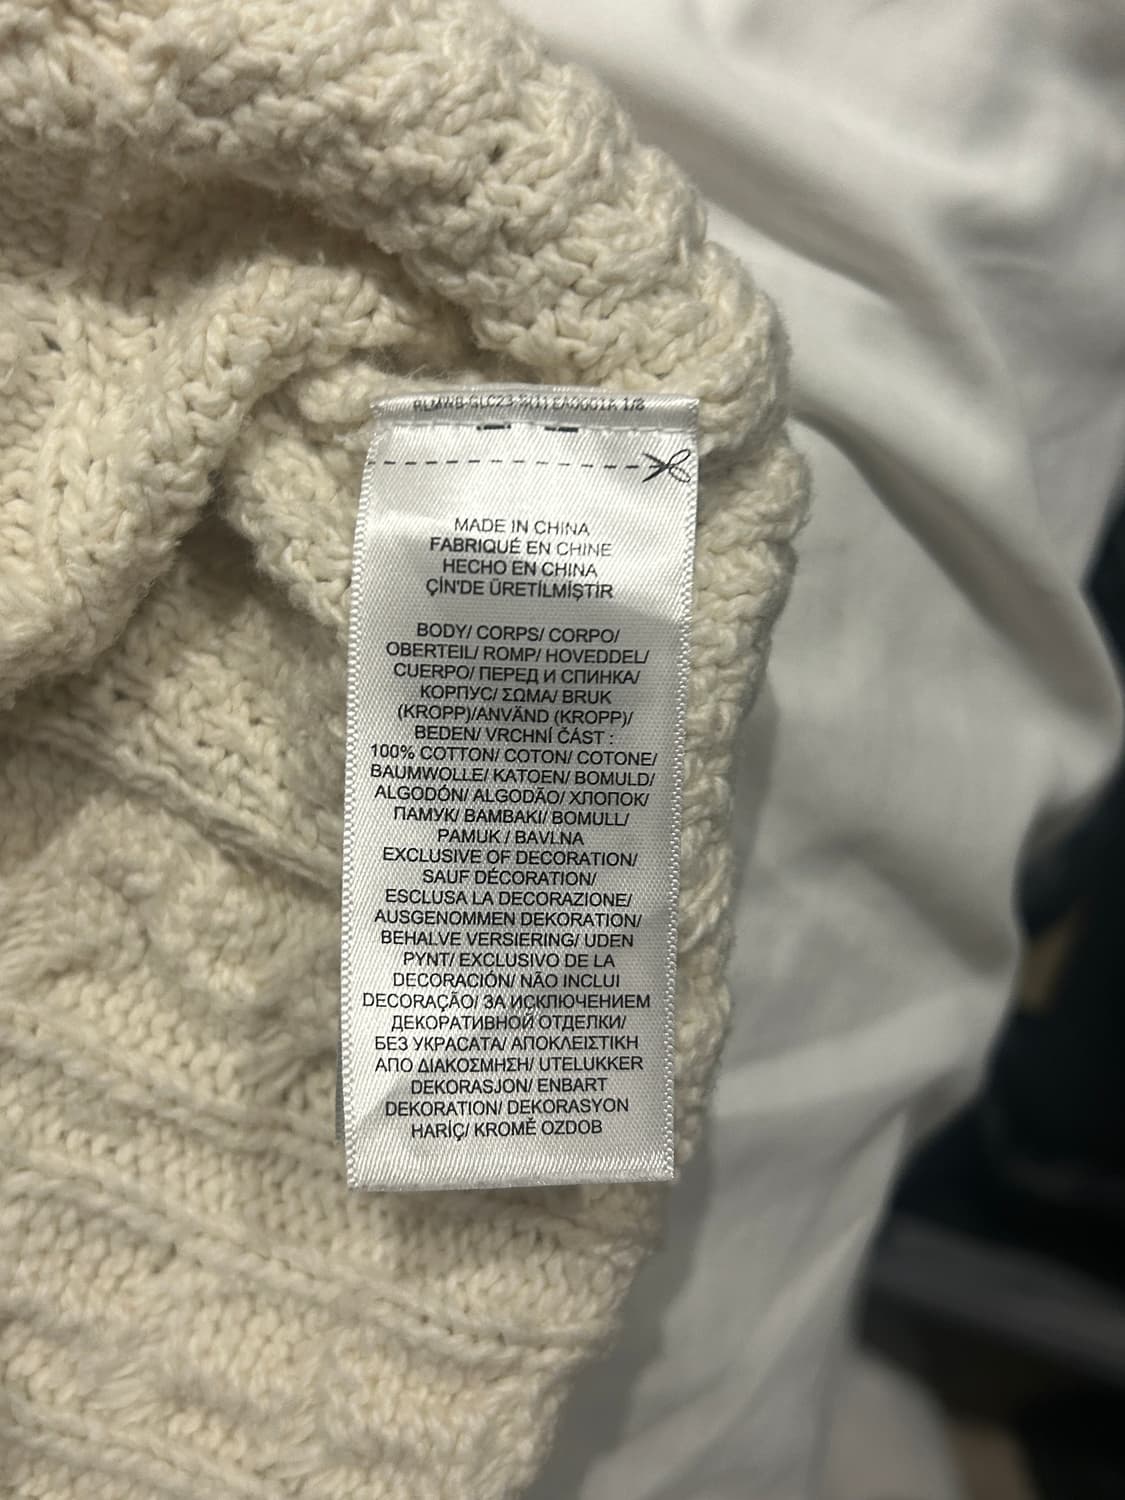 1/8
MADE IN CHINA
FABRIQUÉ EN CHINE
HECHO EN CHINA
ÇİN'DE ÜRETİLMİŞTİR
BODY/ CORPS/ CORPO/
OBERTEIL/ ROMP/ HOVEDDEL/
CUERPO/ ПЕРЕД И СПИНКА/
КОРПУС/ ΣΩΜΑ/ BRUK
(KROPP)/ANVÄND (KROPP)/
BEDEN/ VRCHNÍ ČÁST :
100% COTTON/ COTON/ COTONE/
BAUMWOLLE/ KATOEN/ BOMULD/
ALGODÓN/ ALGODÃO/ ХЛОПОК/
ПАМУК/ BAMBAKI/ BOMULL/
PAMUK / BAVLNA
EXCLUSIVE OF DECORATION/
SAUF DÉCORATION/
ESCLUSA LA DECORAZIONE/
AUSGENOMMEN DEKORATION/
BEHALVE VERSIERING/ UDEN
PYNT/ EXCLUSIVO DE LA
DECORACIÓN/ NÃO INCLUI
DECORAÇÃO/ ЗА ИСКЛЮЧЕНИЕМ
ДЕКОРАТИВНОЙ ОТДЕЛКИ/
БЕЗ УКРАСАТА/ ΑΠΟΚΛΕΙΣΤΙΚΗ
ΑΠΟ ΔΙΑΚΟΣΜΗΣΗ/ UTELUKKER
DEKORASJON/ ENBART
DEKORATION/ DEKORASYON
HARİÇ/ KROMĚ OZDOB